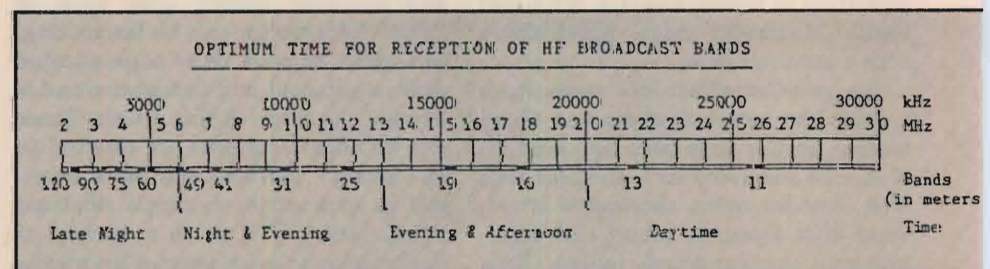 OPTIMUM TIME FOR RECEPTION OF HF BROADCAST BANDS
5000 10000 15000 20000 25000 30000 kHz
2 3 4 5 6 7 8 9 10 11 12 13 14 15 16 17 18 19 20 21 22 23 24 25 26 27 28 29 30 MHz
120 90 75 60 49 41 31 25 19 16 13 11 Bands
(in meters
Late Night Night & Evening Evening & Afternoon Daytime Time: